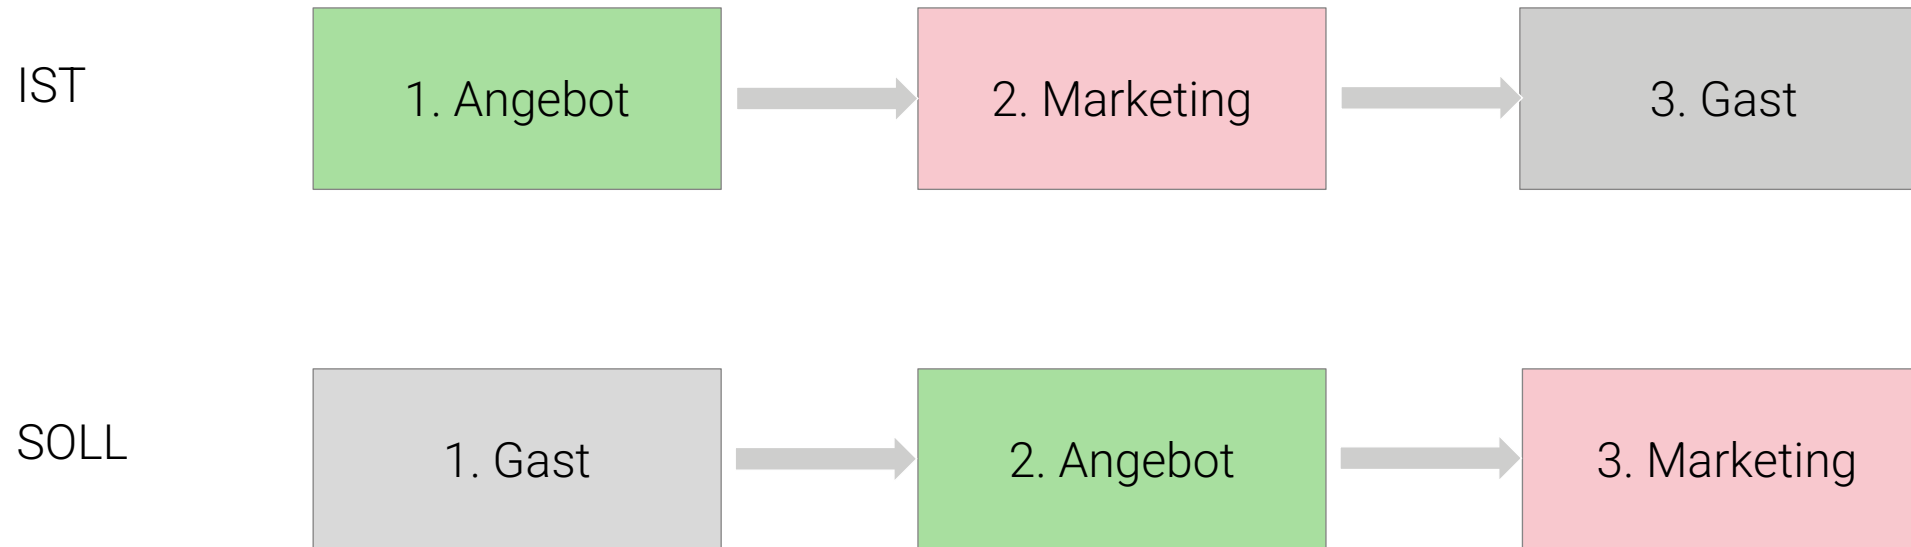 IST
1. Angebot
2. Marketing
3. Gast
SOLL
1. Gast
2. Angebot
3. Marketing